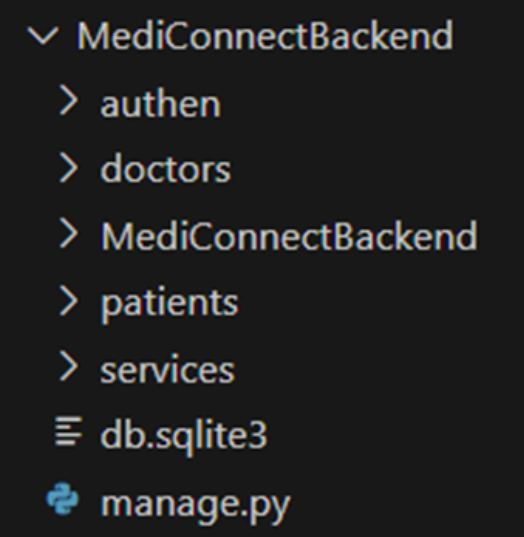 MediConnectBackend
authen
doctors
MediConnectBackend
patients
services
db.sqlite3
manage.py